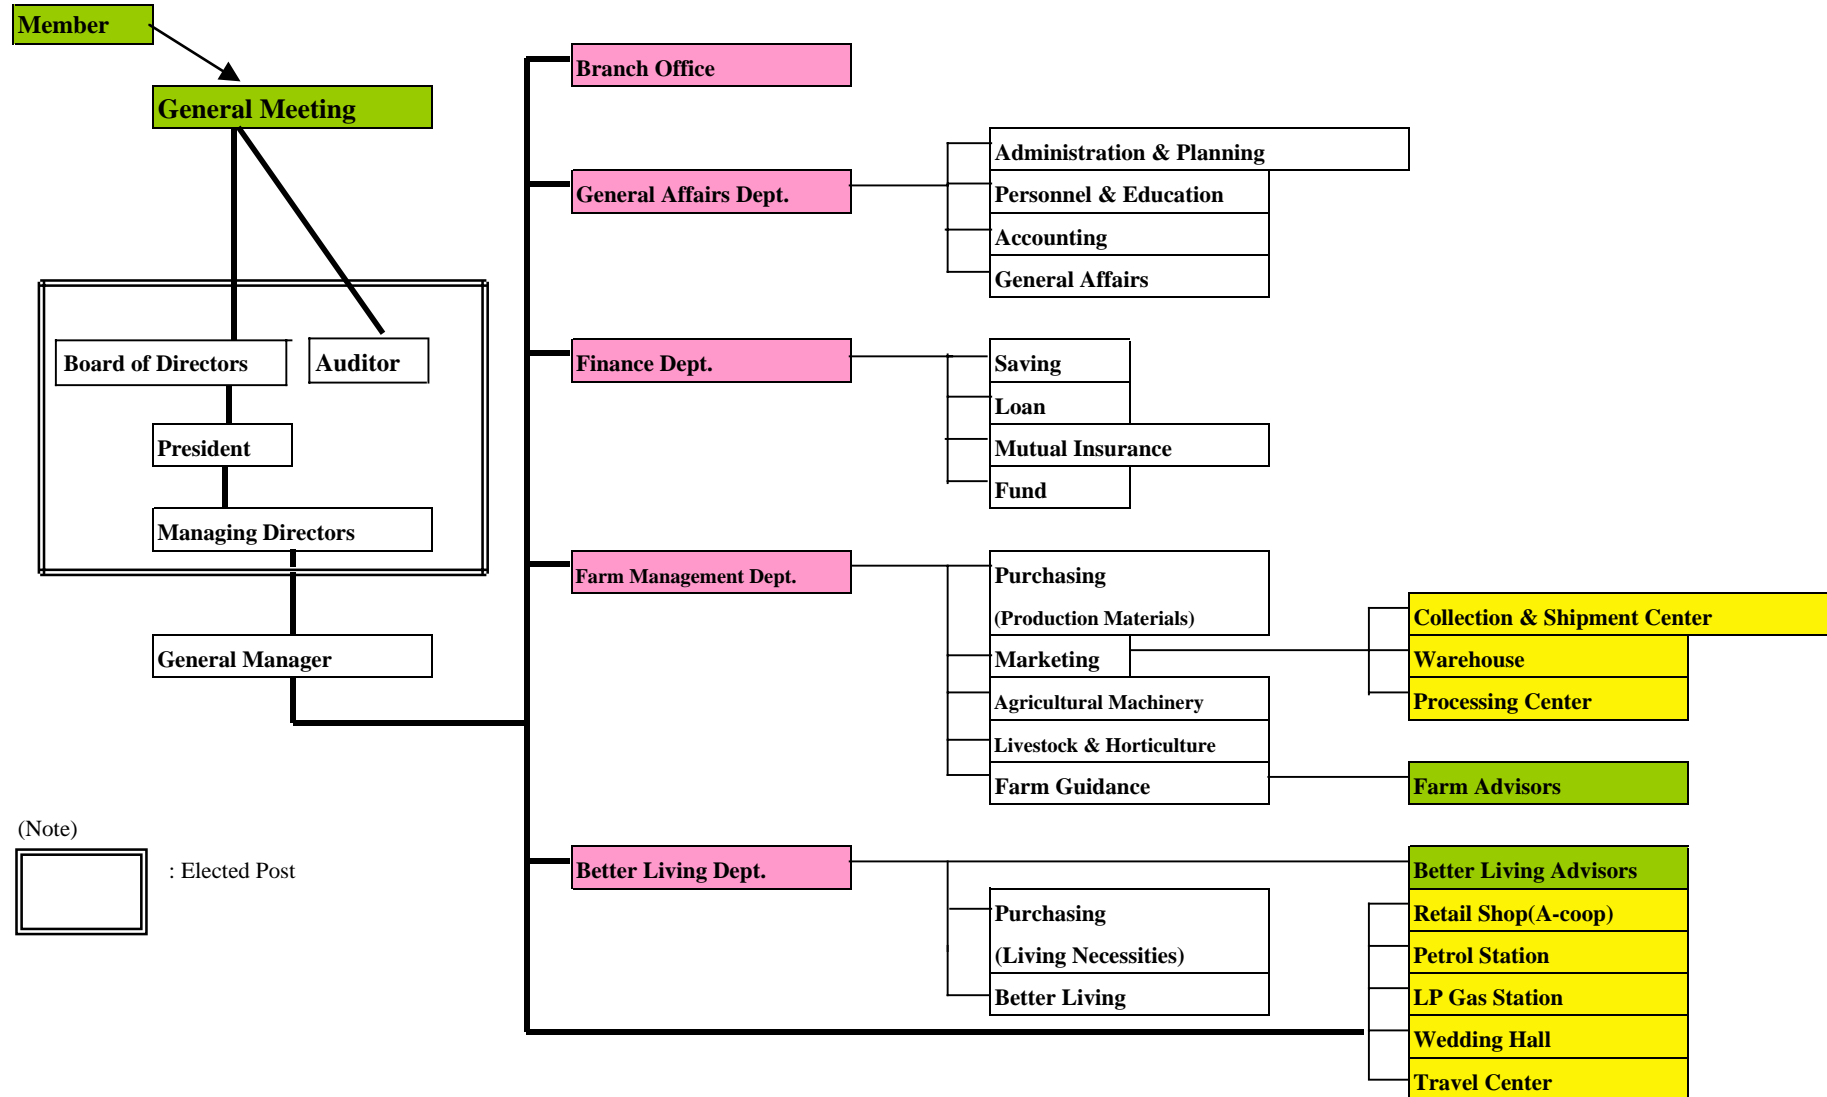 Member
General Meeting
Board of Directors
Auditor
President
Managing Directors
General Manager
(Note)
: Elected Post
Branch Office
General Affairs Dept.
Administration & Planning
Personnel & Education
Accounting
General Affairs
Finance Dept.
Saving
Loan
Mutual Insurance
Fund
Farm Management Dept.
Purchasing
(Production Materials)
Marketing
Agricultural Machinery
Livestock & Horticulture
Farm Guidance
Collection & Shipment Center
Warehouse
Processing Center
Farm Advisors
Better Living Dept.
Purchasing
(Living Necessities)
Better Living
Better Living Advisors
Retail Shop(A-coop)
Petrol Station
LP Gas Station
Wedding Hall
Travel Center